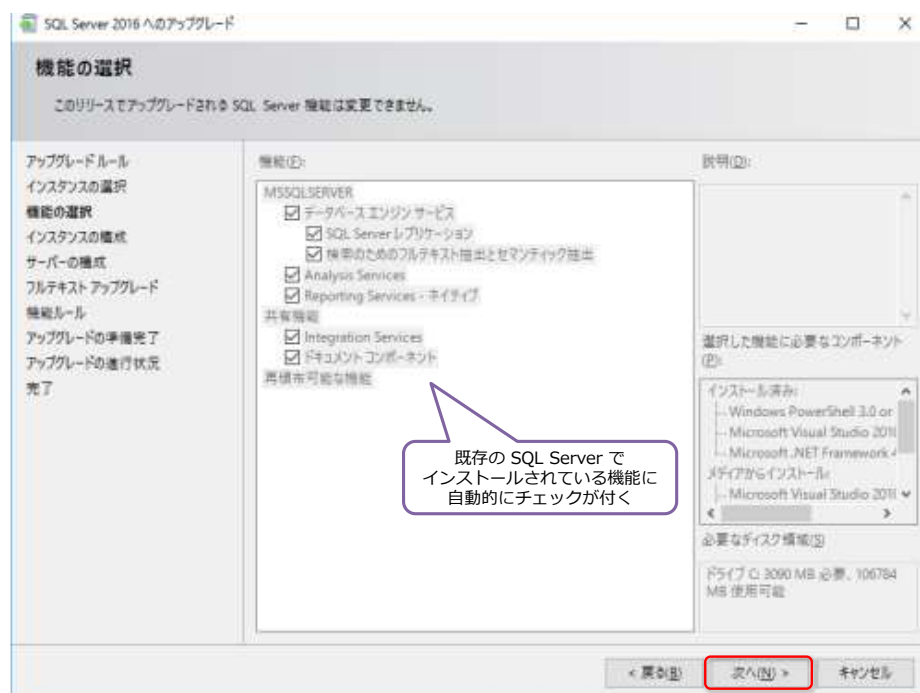 SQL Server 2016 へのアップグレード
機能の選択
このリリースでアップグレードされる SQL Server 機能は変更できません。
アップグレード ルール
インスタンスの選択
機能の選択
インスタンスの構成
サーバーの構成
フルテキスト アップグレード
機能ルール
アップグレードの準備完了
アップグレードの進行状況
完了
機能(F):
MSSQLSERVER
データベース エンジン サービス
SQL Server レプリケーション
検索のためのフルテキスト抽出とセマンティック抽出
Analysis Services
Reporting Services - ネイティブ
共有機能
Integration Services
ドキュメント コンポーネント
再頒布可能な機能
既存の SQL Server で
インストールされている機能に
自動的にチェックが付く
説明(D):
選択した機能に必要なコンポーネント
(P):
インストール済み:
Windows PowerShell 3.0 or
Microsoft Visual Studio 201
Microsoft .NET Framework 4
メディアからインストール:
Microsoft Visual Studio 201
必要なディスク領域(S)
ドライブ C: 3090 MB 必要、106784
MB 使用可能
< 戻る(B)
次へ(N) >
キャンセル